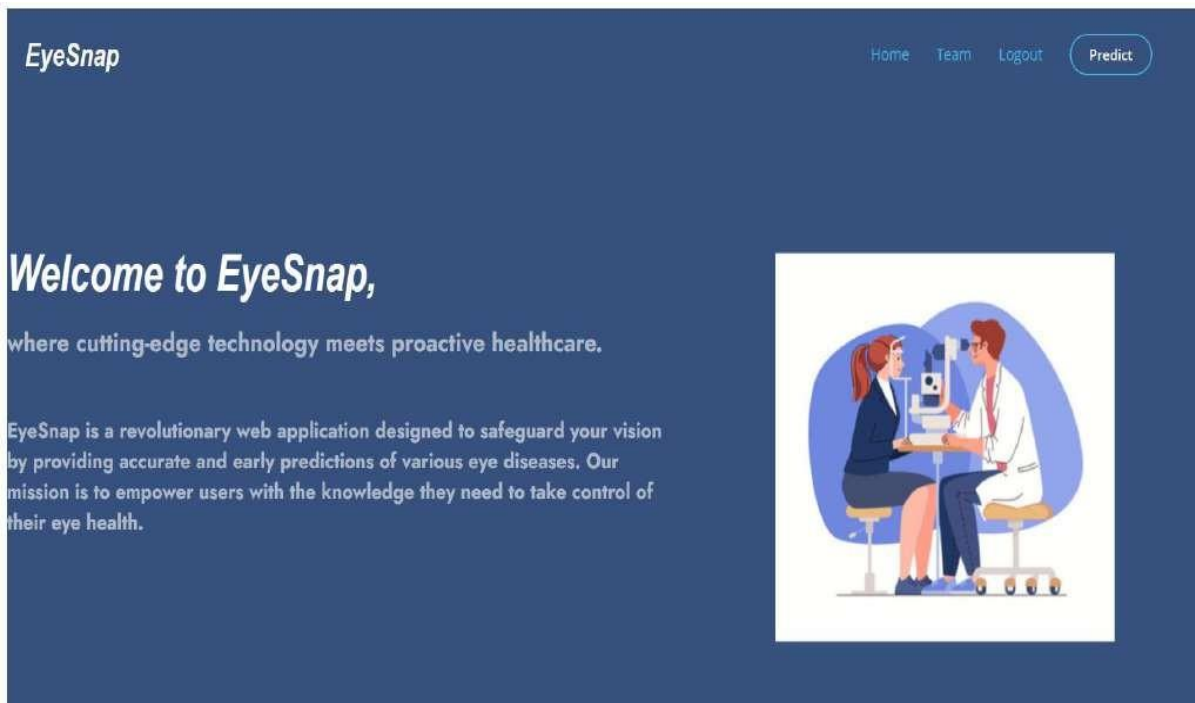 EyeSnap
Home Team Logout Predict
Welcome to EyeSnap,
where cutting-edge technology meets proactive healthcare.
EyeSnap is a revolutionary web application designed to safeguard your vision
by providing accurate and early predictions of various eye diseases. Our
mission is to empower users with the knowledge they need to take control of
their eye health.